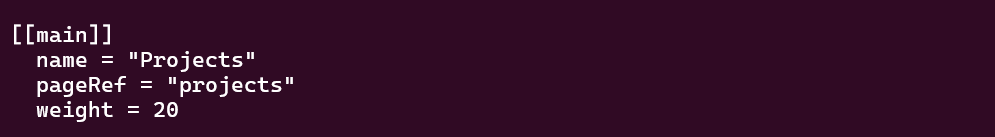 [[main]]
  name = "Projects"
  pageRef = "projects"
  weight = 20